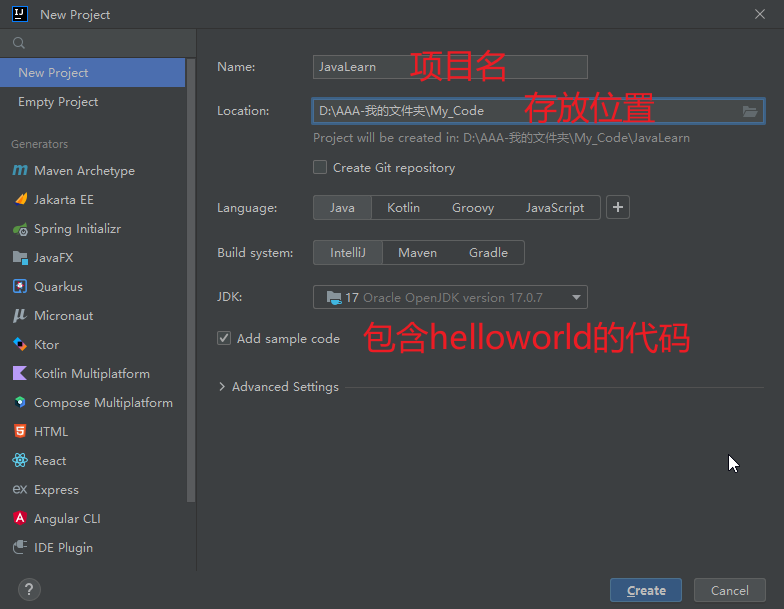 New Project
New Project
Empty Project
Generators
Maven Archetype
Jakarta EE
Spring Initializr
JavaFX
Quarkus
Micronaut
Ktor
Kotlin Multiplatform
Compose Multiplatform
HTML
React
Express
Angular CLI
IDE Plugin
Name: JavaLearn 项目名
Location: D:\AAA-我的文件夹\My_Code 存放位置
Project will be created in: D:\AAA-我的文件夹\My_Code\JavaLearn
Create Git repository
Language: Java Kotlin Groovy JavaScript +
Build system: IntelliJ Maven Gradle
JDK: 17 Oracle OpenJDK version 17.0.7
Add sample code 包含helloworld的代码
Advanced Settings
? Create Cancel